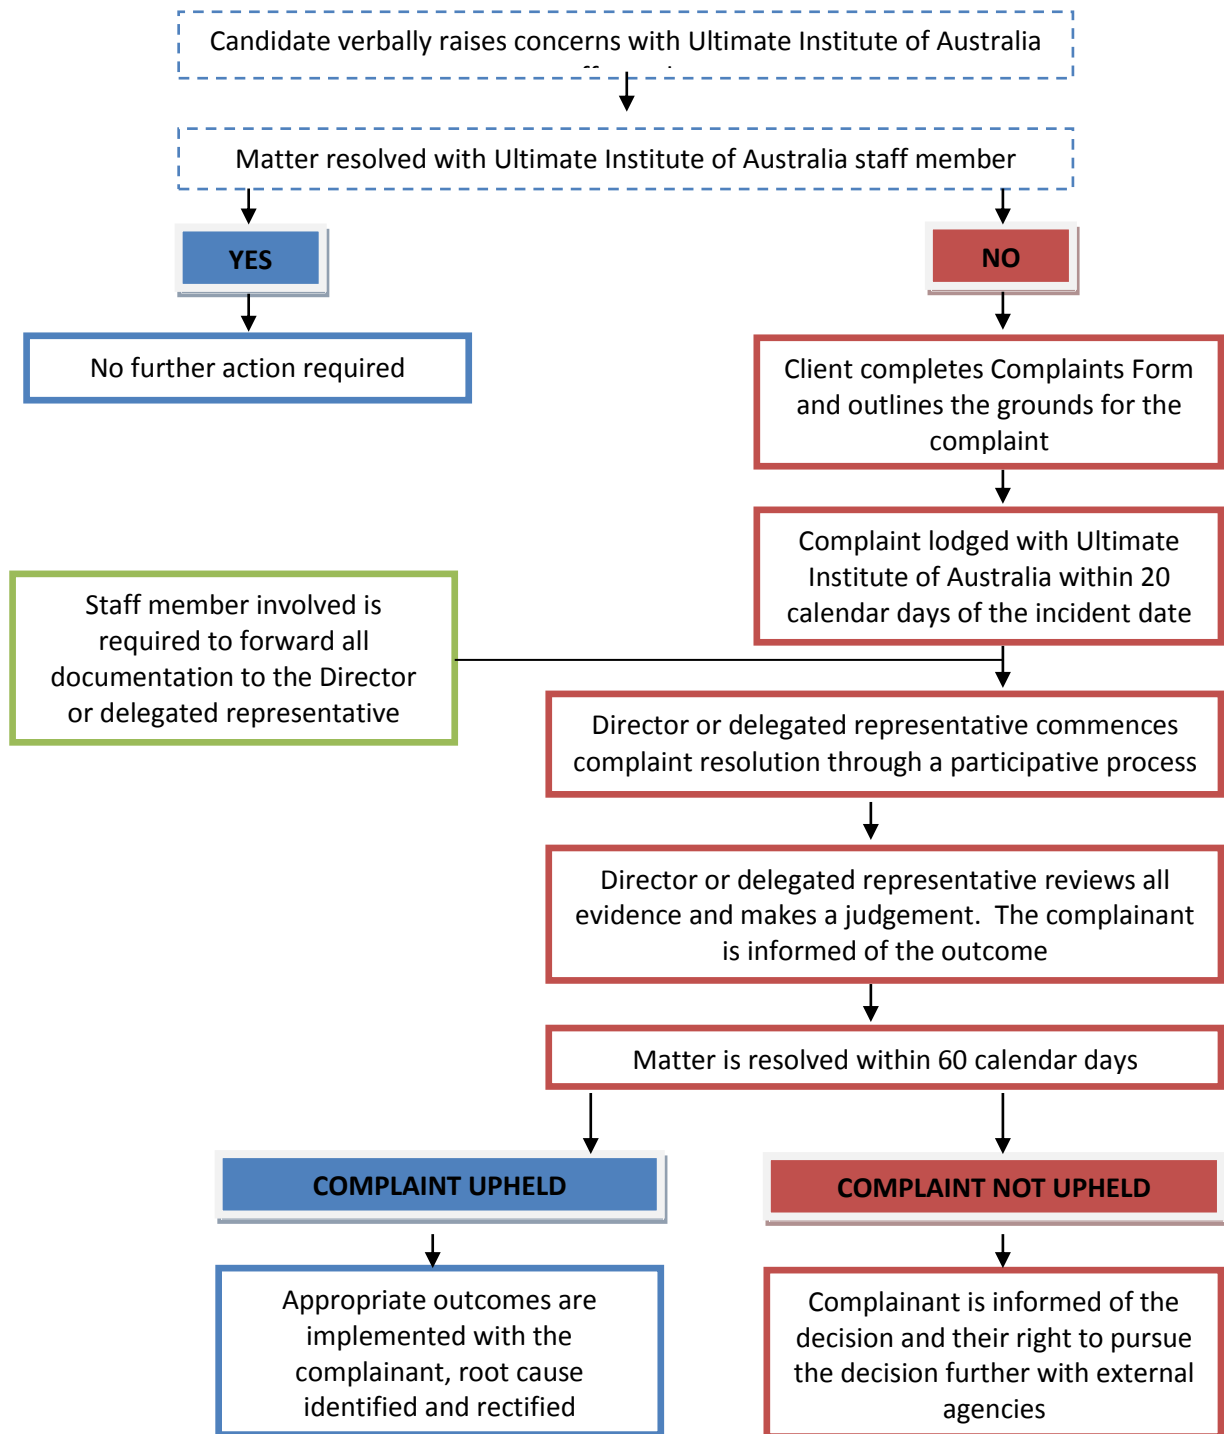 Candidate verbally raises concerns with Ultimate Institute of Australia
Matter resolved with Ultimate Institute of Australia staff member
YES
NO
No further action required
Client completes Complaints Form
and outlines the grounds for the
complaint
Complaint lodged with Ultimate
Institute of Australia within 20
calendar days of the incident date
Staff member involved is
required to forward all
documentation to the Director
or delegated representative
Director or delegated representative commences
complaint resolution through a participative process
Director or delegated representative reviews all
evidence and makes a judgement.  The complainant
is informed of the outcome
Matter is resolved within 60 calendar days
COMPLAINT UPHELD
COMPLAINT NOT UPHELD
Appropriate outcomes are
implemented with the
complainant, root cause
identified and rectified
Complainant is informed of the
decision and their right to pursue
the decision further with external
agencies